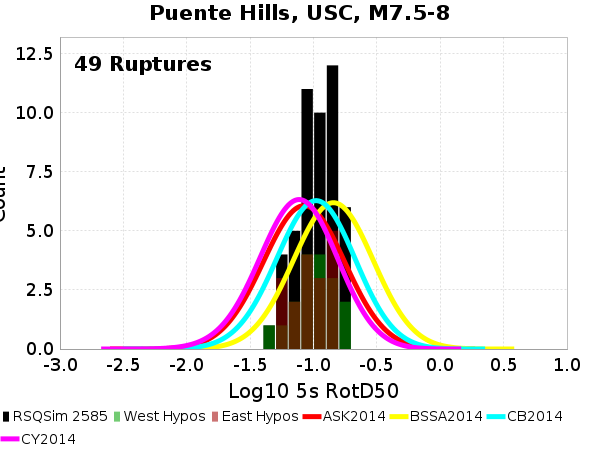 Puente Hills, USC, M7.5-8
49 Ruptures
12.5
10.0
7.5
5.0
2.5
0.0
-3.0 -2.5 -2.0 -1.5 -1.0 -0.5 0.0 0.5 1.0
Log10 5s RotD50
RSQSim 2585 West Hypos East Hypos ASK2014 BSSA2014 CB2014
CY2014